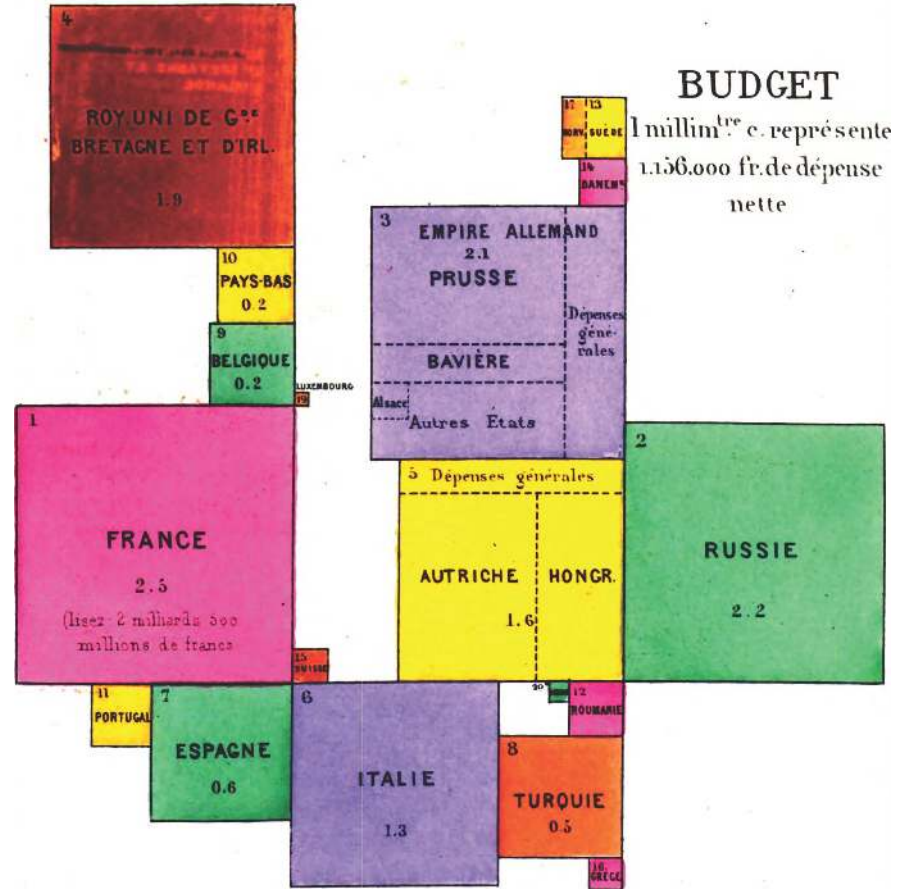 BUDGET
1 millim^tre c. représente
1.156.000 fr. de dépense
nette
4
ROY. UNI DE G^DE
BRETAGNE ET D'IRL.
1.9
17
13
NORV.
SUÈDE
14
DANEM^K
3
EMPIRE ALLEMAND
2.1
PRUSSE
Dépenses
géné-
rales
BAVIÈRE
Alsace
Autres États
10
PAYS-BAS
0.2
9
BELGIQUE
0.2
LUXEMBOURG
19
1
FRANCE
2.5
(lisez 2 milliards 500
millions de francs
5 Dépenses générales
AUTRICHE
HONGR.
1.6
2
RUSSIE
2.2
15
SUISSE
11
PORTUGAL
7
ESPAGNE
0.6
6
ITALIE
1.3
20
12
ROUMANIE
8
TURQUIE
0.5
16
GRÈCE